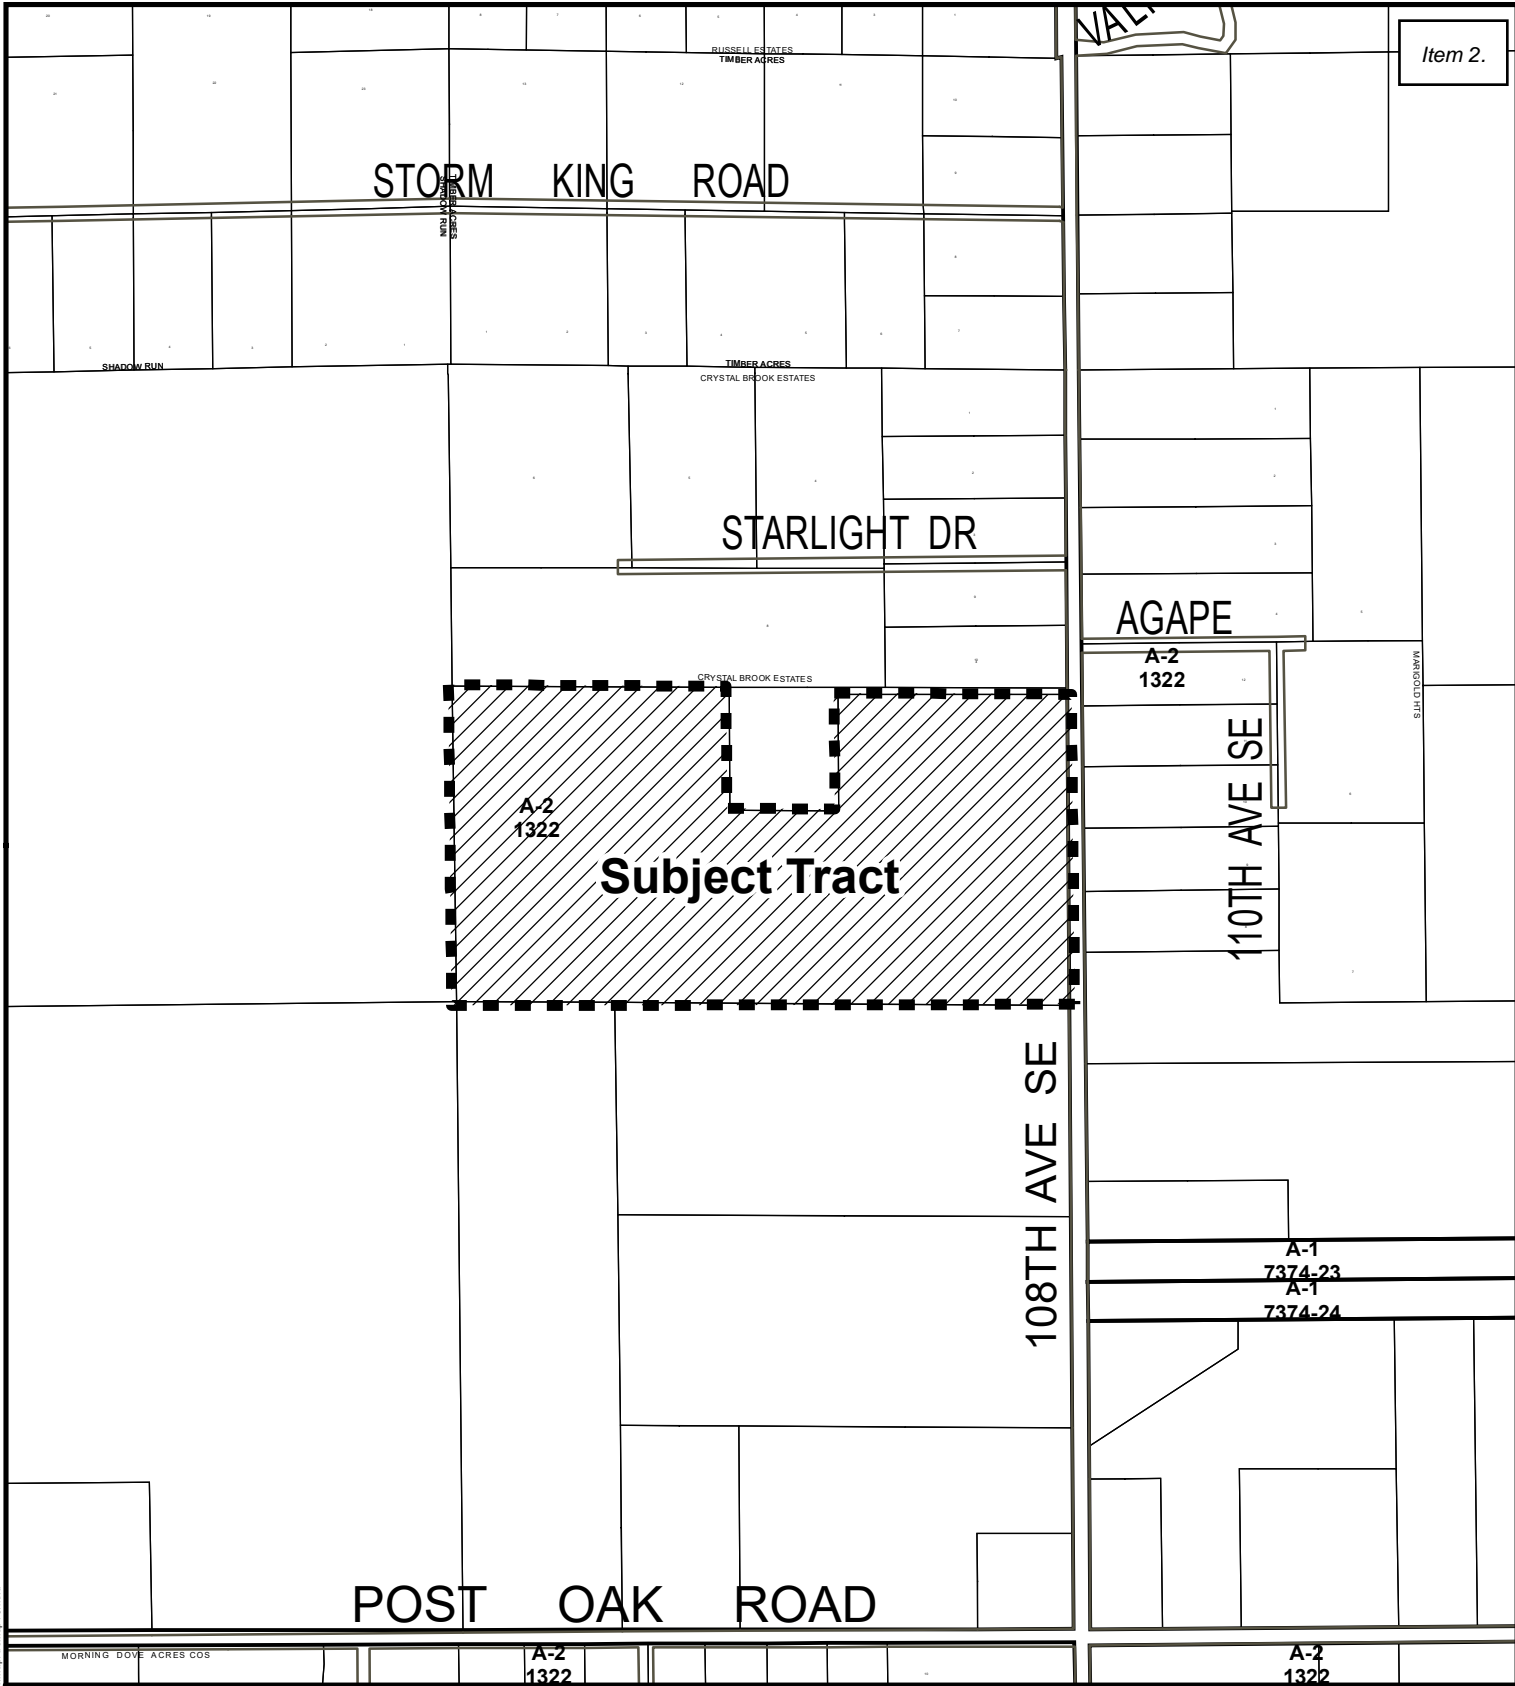 VAL
Item 2.
RUSSELL ESTATES
TIMBER ACRES
STORM KING ROAD
TIMBER ACRES
SHADOW RUN
SHADOW RUN
TIMBER ACRES
CRYSTAL BROOK ESTATES
STARLIGHT DR
AGAPE
A-2
1322
MARIGOLD HTS
CRYSTAL BROOK ESTATES
110TH AVE SE
A-2
1322
Subject Tract
108TH AVE SE
A-1
7374-23
A-1
7374-24
POST OAK ROAD
MORNING DOVE ACRES COS
A-2
1322
A-2
1322